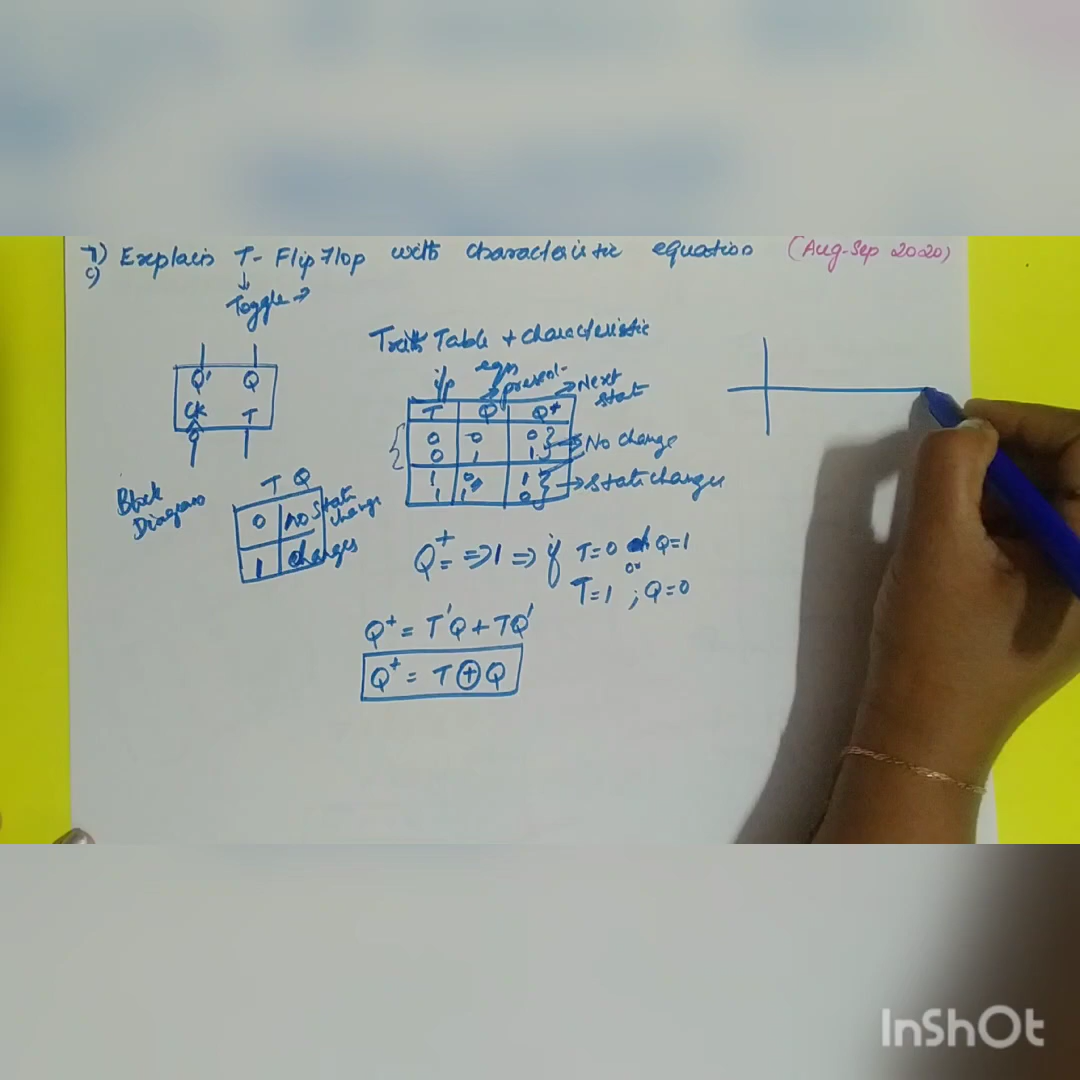 7) Explain T- Flip Flop with characteristic equation (Aug-Sep 2020)
c)
Toggle →
Truth Table + characteristic
eqn
i/p present → Next
state
Q' Q
CK T
T Q Q+
0 0 0
0 1 1 → No change
1 0 1
1 1 0 → state changes
Block
Diagram
T Q
0 no state
change
1 changes
Q+ = ⇒ 1 ⇒ if T=0 Q=1
or
T=1 ; Q=0
Q+ = T'Q + TQ'
Q+ = T ⊕ Q
InShOt